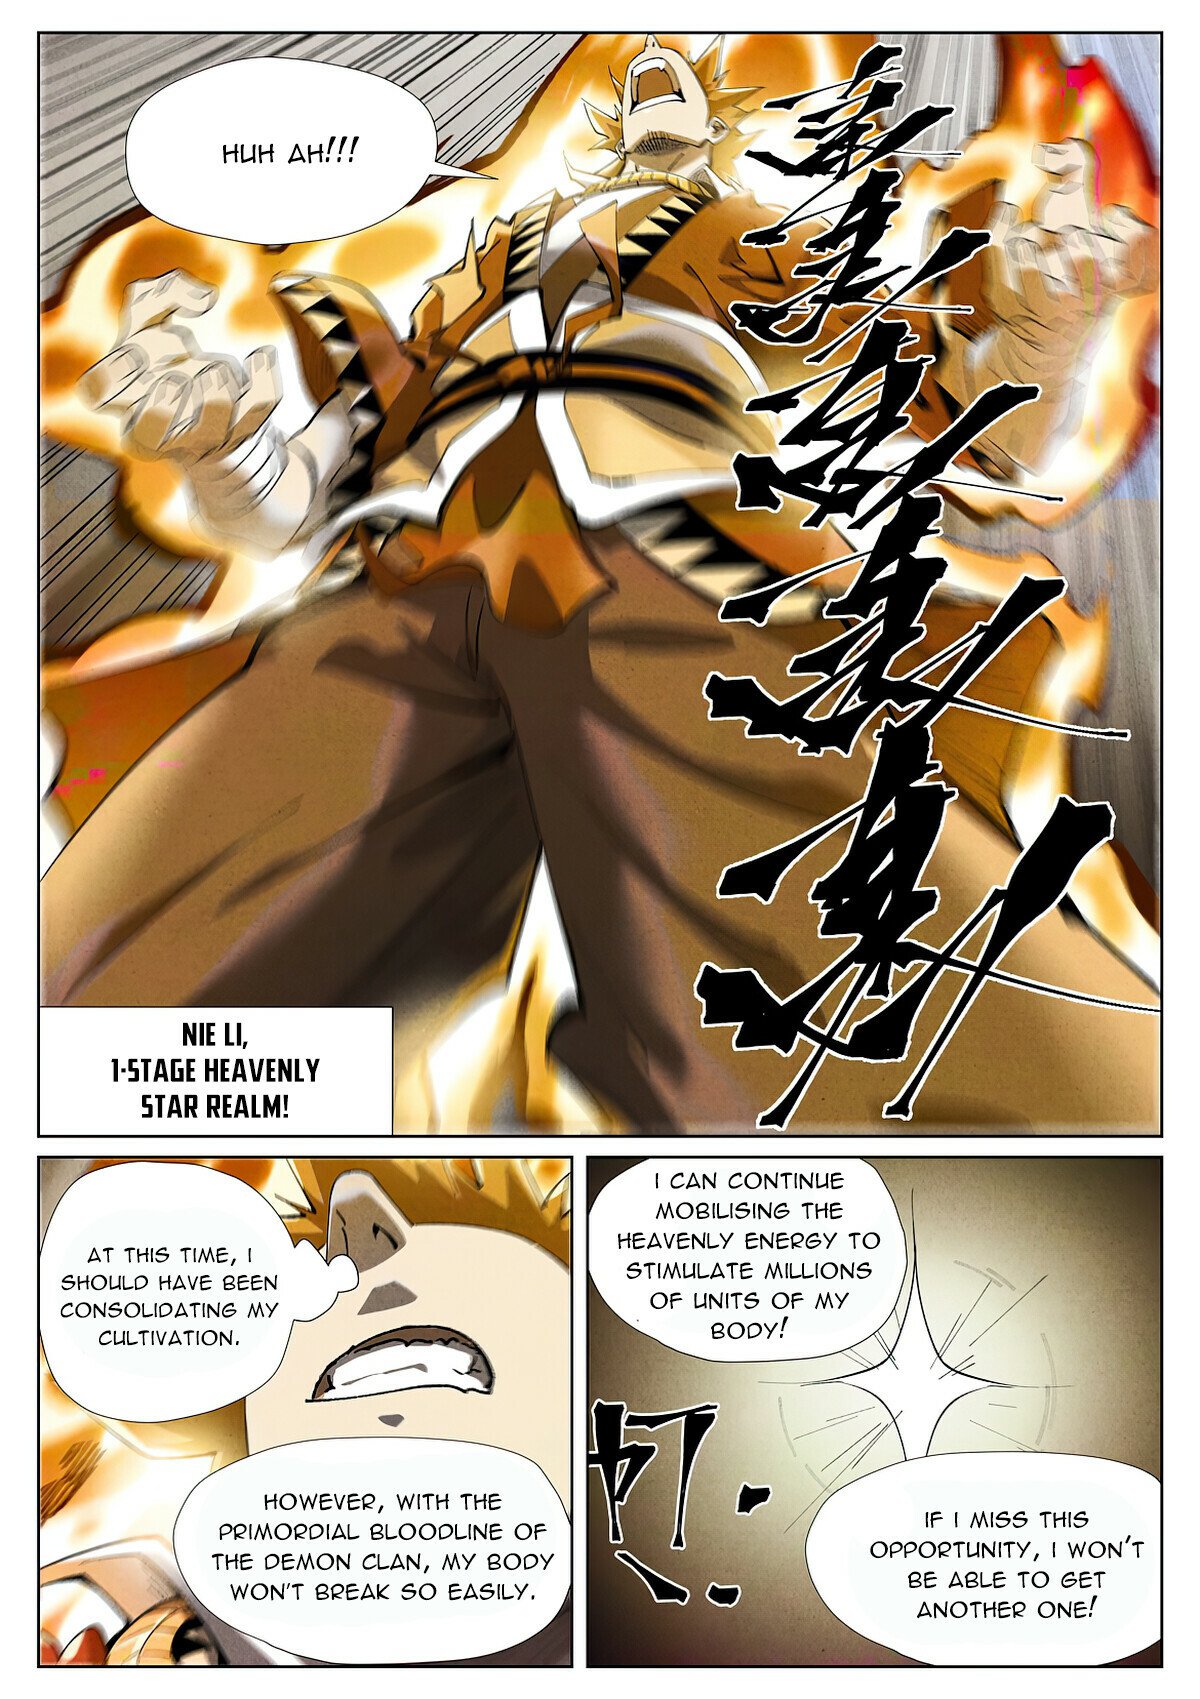 HUH AH!!!
NIE LI,
1-STAGE HEAVENLY
STAR REALM!
AT THIS TIME, I
SHOULD HAVE BEEN
CONSOLIDATING MY
CULTIVATION.
HOWEVER, WITH THE
PRIMORDIAL BLOODLINE OF
THE DEMON CLAN, MY BODY
WON'T BREAK SO EASILY.
I CAN CONTINUE
MOBILISING THE
HEAVENLY ENERGY TO
STIMULATE MILLIONS
OF UNITS OF MY
BODY!
IF I MISS THIS
OPPORTUNITY, I WON'T
BE ABLE TO GET
ANOTHER ONE!